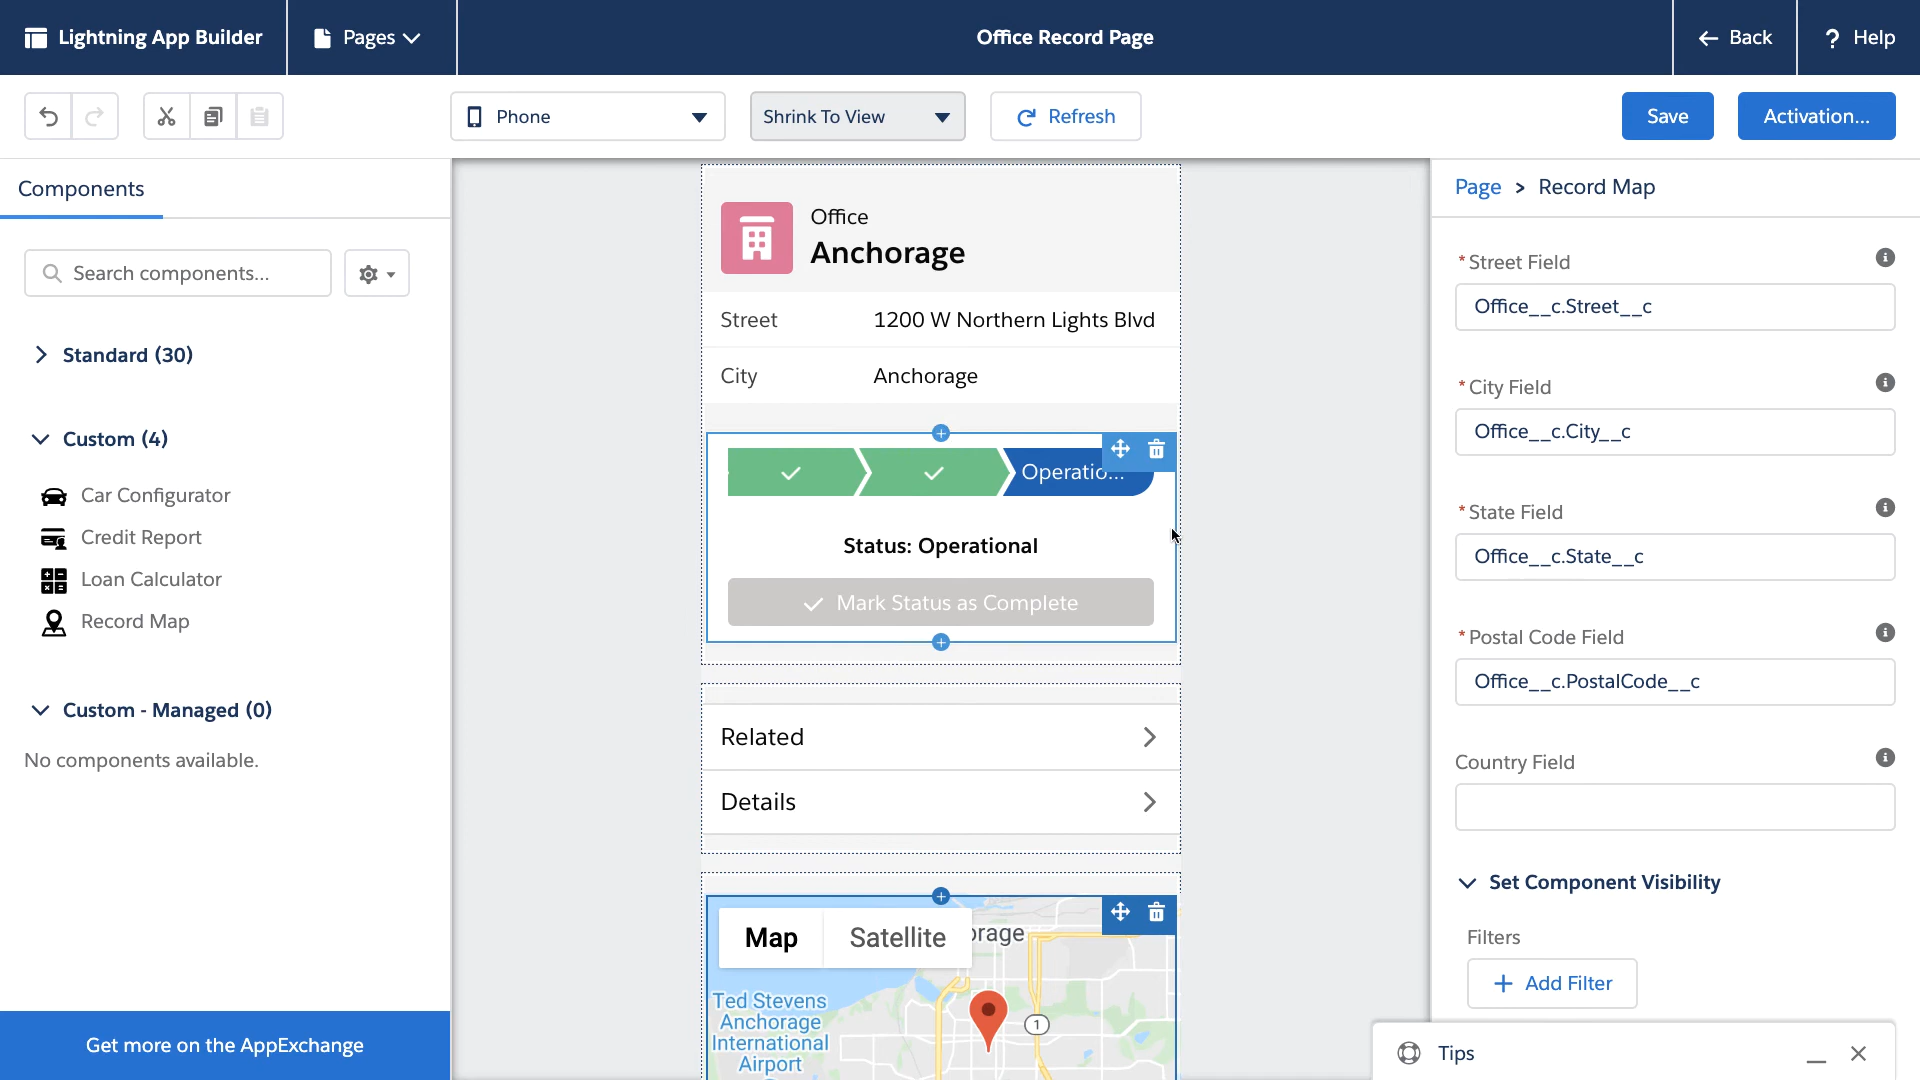 Lightning App Builder
Pages
Office Record Page
Back
? Help
Phone
Shrink To View
Refresh
Save
Activation...
Components
Search components...
Standard (30)
Custom (4)
Car Configurator
Credit Report
Loan Calculator
Record Map
Custom - Managed (0)
No components available.
Get more on the AppExchange
Office
Anchorage
Street 1200 W Northern Lights Blvd
City Anchorage
Operatio...
Status: Operational
Mark Status as Complete
Related
Details
Map
Satellite
orage
Ted Stevens
Anchorage
International
Airport
1
Page > Record Map
*Street Field
Office__c.Street__c
*City Field
Office__c.City__c
*State Field
Office__c.State__c
*Postal Code Field
Office__c.PostalCode__c
Country Field
Set Component Visibility
Filters
+ Add Filter
Tips